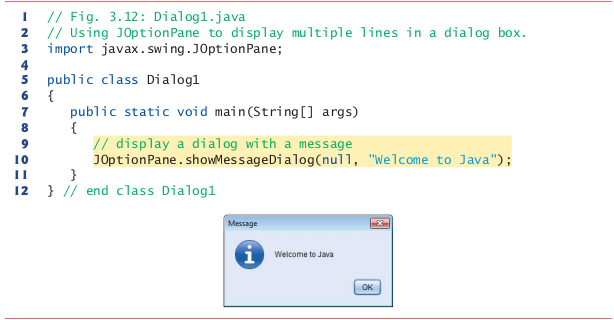 1 // Fig. 3.12: Dialog1.java
2 // Using JOptionPane to display multiple lines in a dialog box.
3 import javax.swing.JOptionPane;
4
5 public class Dialog1
6 {
7    public static void main(String[] args)
8    {
9       // display a dialog with a message
10       JOptionPane.showMessageDialog(null, "Welcome to Java");
11    }
12 } // end class Dialog1
Message
Welcome to Java
OK